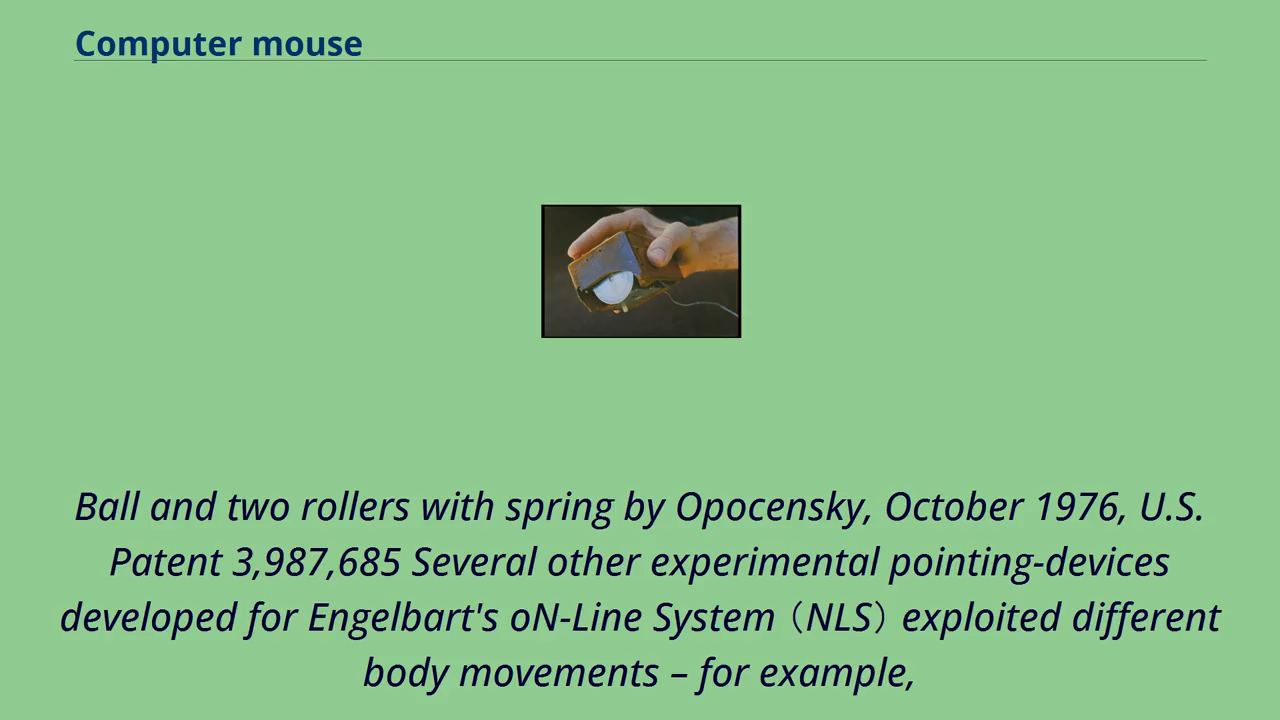 Computer mouse
Ball and two rollers with spring by Opocensky, October 1976, U.S.
Patent 3,987,685 Several other experimental pointing-devices
developed for Engelbart's oN-Line System（NLS）exploited different
body movements – for example,